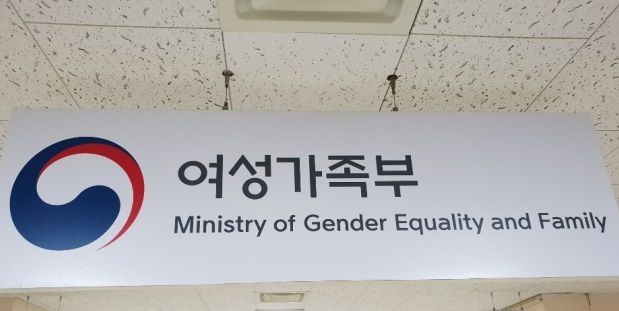 여성가족부
Ministry of Gender Equality and Family